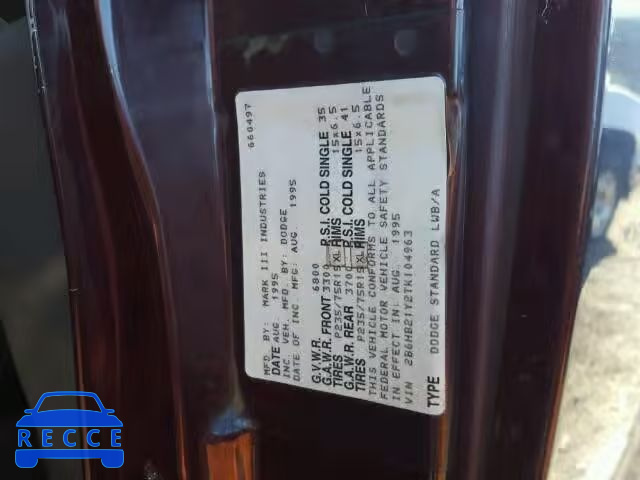 660497
MFD BY: MARK III INDUSTRIES
DATE AUG. 1995
INC. VEH. MFD. BY: DODGE
DATE OF INC. MFG: AUG. 1995
G.V.W.R. 6800
G.A.W.R. FRONT 3300 P.S.I. COLD SINGLE 35
TIRES P235/75R15 XL RIMS 15x6.5
G.A.W.R. REAR 3700 P.S.I. COLD SINGLE 41
TIRES P235/75R15 XL RIMS 15x6.5
THIS VEHICLE CONFORMS TO ALL APPLICABLE
FEDERAL MOTOR VEHICLE SAFETY STANDARDS
IN EFFECT IN: AUG. 1995
VIN 2B6HB21Y2TK104963
TYPE DODGE STANDARD LWB/A
RECCE